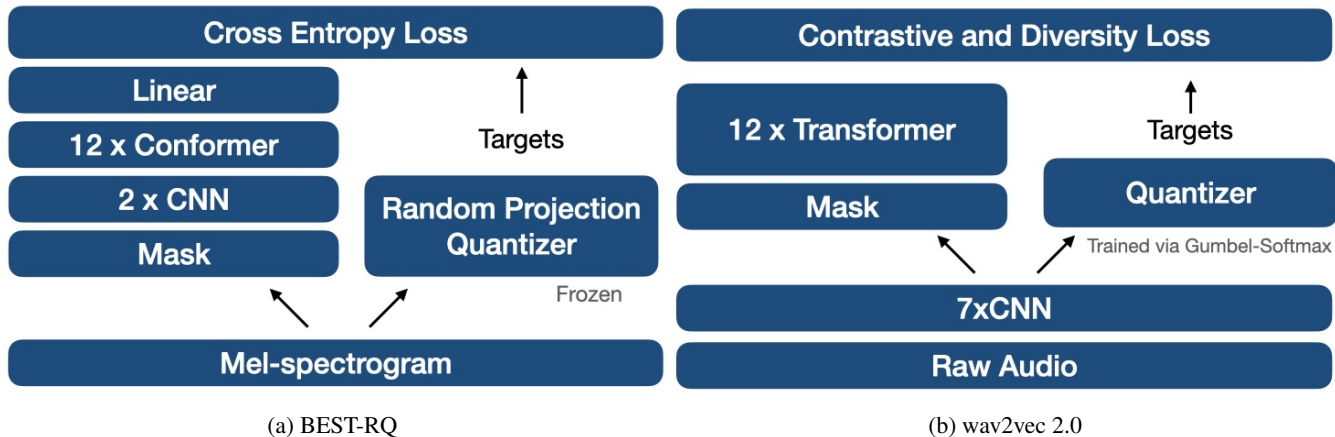 Cross Entropy Loss
Linear
12 x Conformer
2 x CNN
Mask
Targets
Random Projection
Quantizer
Frozen
Mel-spectrogram
(a) BEST-RQ
Contrastive and Diversity Loss
12 x Transformer
Mask
Targets
Quantizer
Trained via Gumbel-Softmax
7xCNN
Raw Audio
(b) wav2vec 2.0